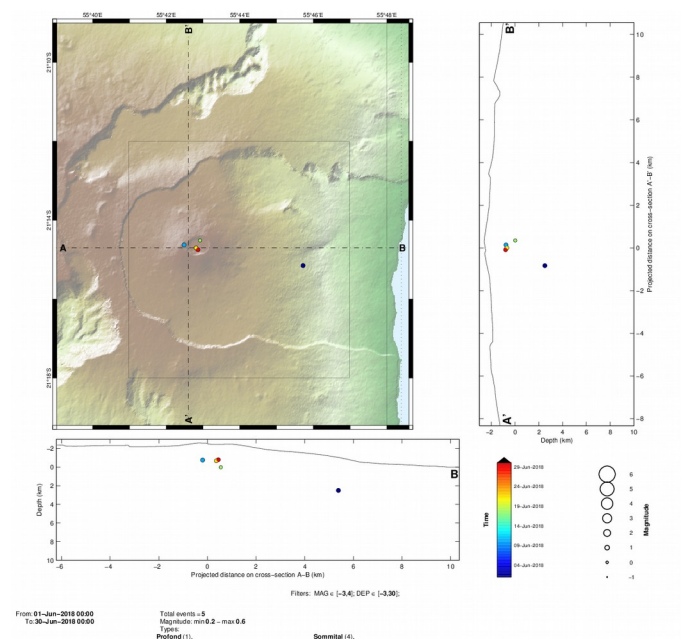 55°40'E 55°42'E 55°44'E 55°46'E 55°48'E
B'
21°10'S
21°14'S
21°18'S
A B
A'
B'
10
8
6
4
2
0
−2
−4
−6
−8
Projected distance on cross−section A'−B' (km)
A'
−2 0 2 4 6 8 10
Depth (km)
−2
0
2
4
6
8
10
Depth (km)
B
−6 −4 −2 0 2 4 6 8 10
Projected distance on cross−section A−B (km)
Time
29−Jun−2018
24−Jun−2018
19−Jun−2018
14−Jun−2018
09−Jun−2018
04−Jun−2018
6
5
4
3
2
1
0
−1
Magnitude
Filters: MAG ∈ [−3,4]; DEP ∈ [−3,30];
From: 01−Jun−2018 00:00
To: 30−Jun−2018 00:00
Total events = 5
Magnitude: min 0.2 − max 0.6
Types:
Profond (1), Sommital (4),